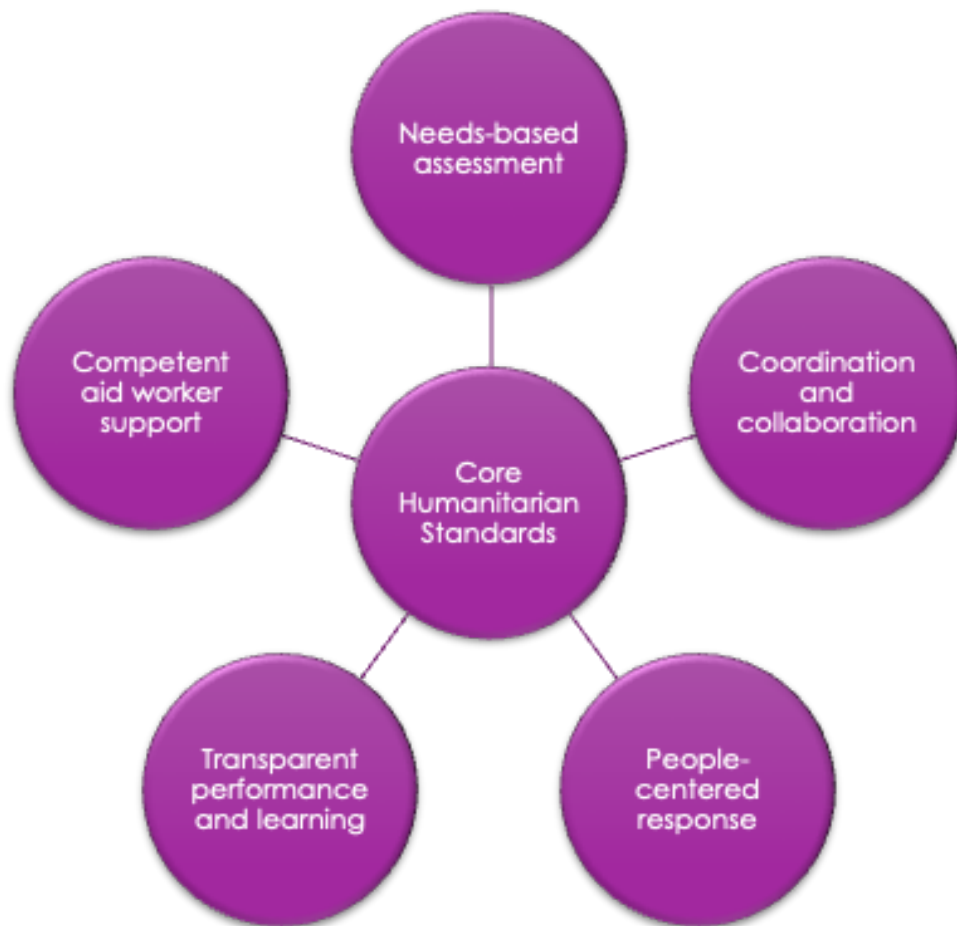 Needs-based
assessment
Competent
aid worker
support
Coordination
and
collaboration
Core
Humanitarian
Standards
Transparent
performance
and learning
People-
centered
response